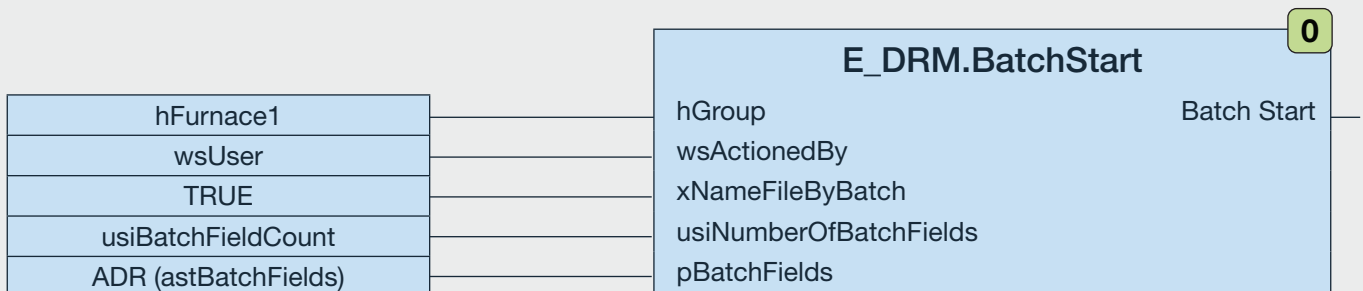 0
E_DRM.BatchStart
hFurnace1 hGroup Batch Start
wsUser wsActionedBy
TRUE xNameFileByBatch
usiBatchFieldCount usiNumberOfBatchFields
ADR (astBatchFields) pBatchFields